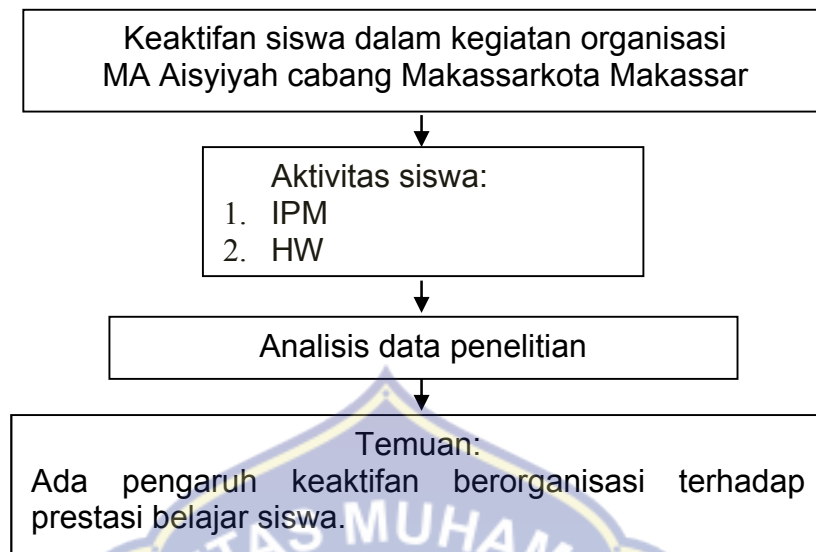 Keaktifan siswa dalam kegiatan organisasi
MA Aisyiyah cabang Makassarkota Makassar
Aktivitas siswa:
1. IPM
2. HW
Analisis data penelitian
Temuan:
Ada pengaruh keaktifan berorganisasi terhadap
prestasi belajar siswa.